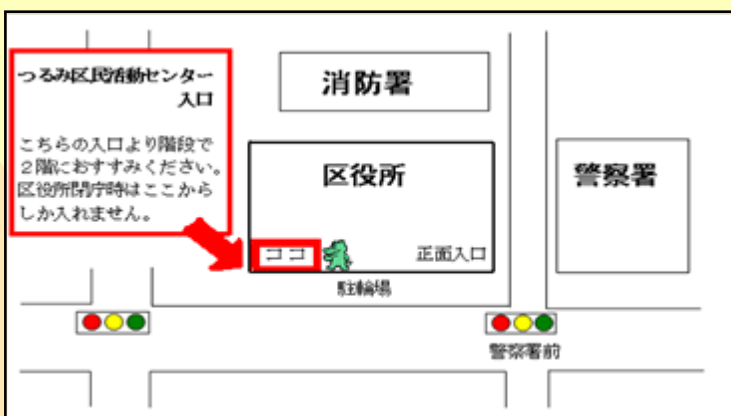 つるみ区民活動センター
入口
こちらの入口より階段で
2階におすすみください。
区役所閉庁時はここから
しか入れません。
消防署
区役所
警察署
ココ
正面入口
駐輪場
警察署前